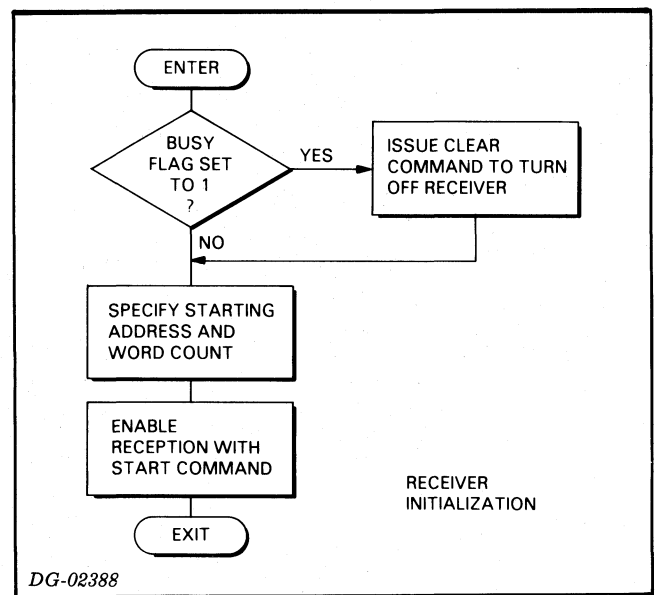 ENTER
BUSY
FLAG SET
TO 1
?
YES
ISSUE CLEAR
COMMAND TO TURN
OFF RECEIVER
NO
SPECIFY STARTING
ADDRESS AND
WORD COUNT
ENABLE
RECEPTION WITH
START COMMAND
RECEIVER
INITIALIZATION
EXIT
DG-02388